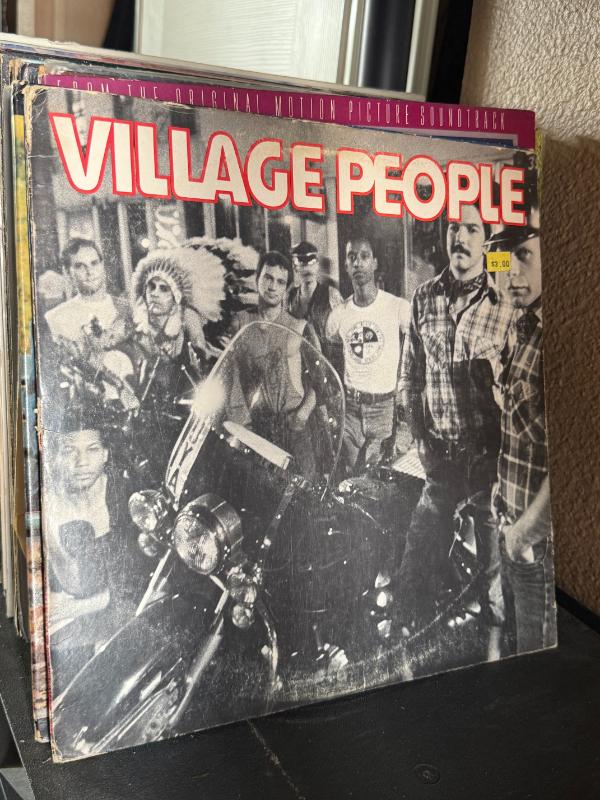 FROM THE ORIGINAL MOTION PICTURE SOUNDTRACK
VILLAGE PEOPLE
$3.00